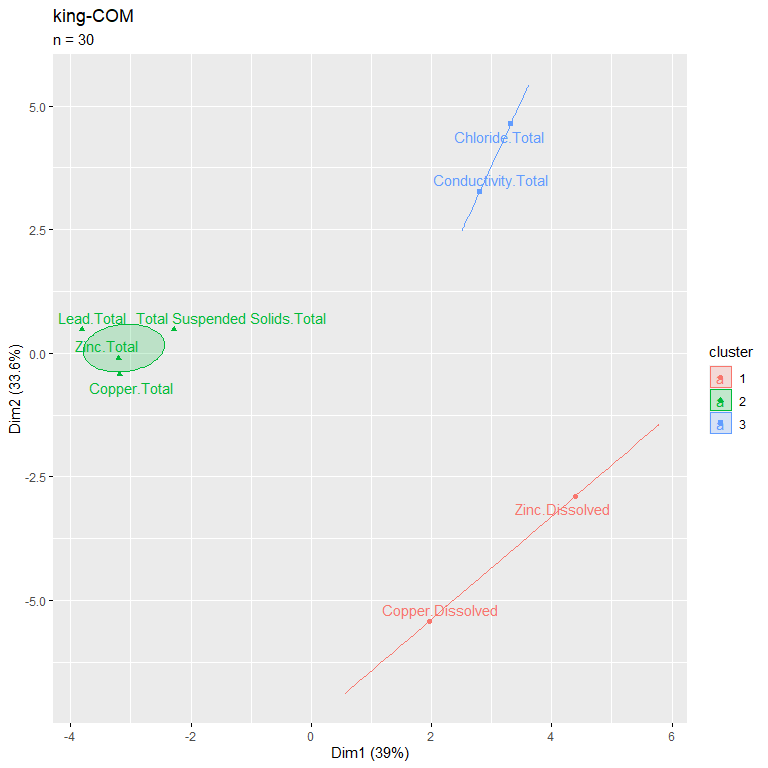 king-COM
n = 30
5.0
2.5
0.0
-2.5
-5.0
Dim2 (33.6%)
Chloride.Total
Conductivity.Total
Lead.Total
Total Suspended Solids.Total
Zinc.Total
Copper.Total
Zinc.Dissolved
Copper.Dissolved
-4
-2
0
2
4
6
Dim1 (39%)
cluster
a 1
a 2
a 3